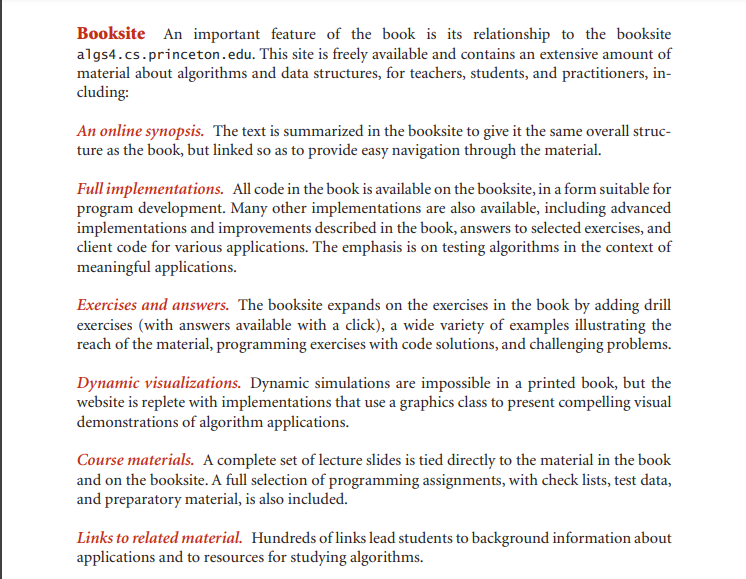 Booksite An important feature of the book is its relationship to the booksite
algs4.cs.princeton.edu. This site is freely available and contains an extensive amount of
material about algorithms and data structures, for teachers, students, and practitioners, in-
cluding:
An online synopsis. The text is summarized in the booksite to give it the same overall struc-
ture as the book, but linked so as to provide easy navigation through the material.
Full implementations. All code in the book is available on the booksite, in a form suitable for
program development. Many other implementations are also available, including advanced
implementations and improvements described in the book, answers to selected exercises, and
client code for various applications. The emphasis is on testing algorithms in the context of
meaningful applications.
Exercises and answers. The booksite expands on the exercises in the book by adding drill
exercises (with answers available with a click), a wide variety of examples illustrating the
reach of the material, programming exercises with code solutions, and challenging problems.
Dynamic visualizations. Dynamic simulations are impossible in a printed book, but the
website is replete with implementations that use a graphics class to present compelling visual
demonstrations of algorithm applications.
Course materials. A complete set of lecture slides is tied directly to the material in the book
and on the booksite. A full selection of programming assignments, with check lists, test data,
and preparatory material, is also included.
Links to related material. Hundreds of links lead students to background information about
applications and to resources for studying algorithms.